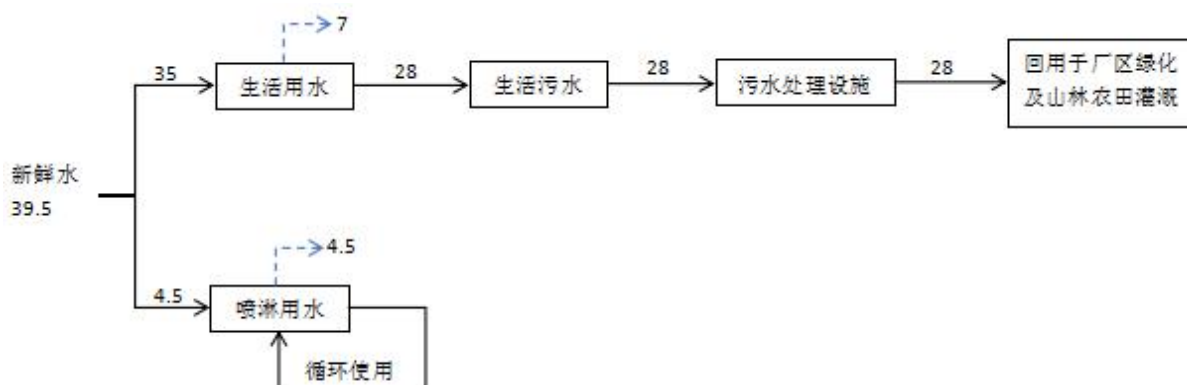 7
35
生活用水
28
生活污水
28
污水处理设施
28
回用于厂区绿化
及山林农田灌溉
新鲜水
39.5
4.5
4.5
喷淋用水
循环使用